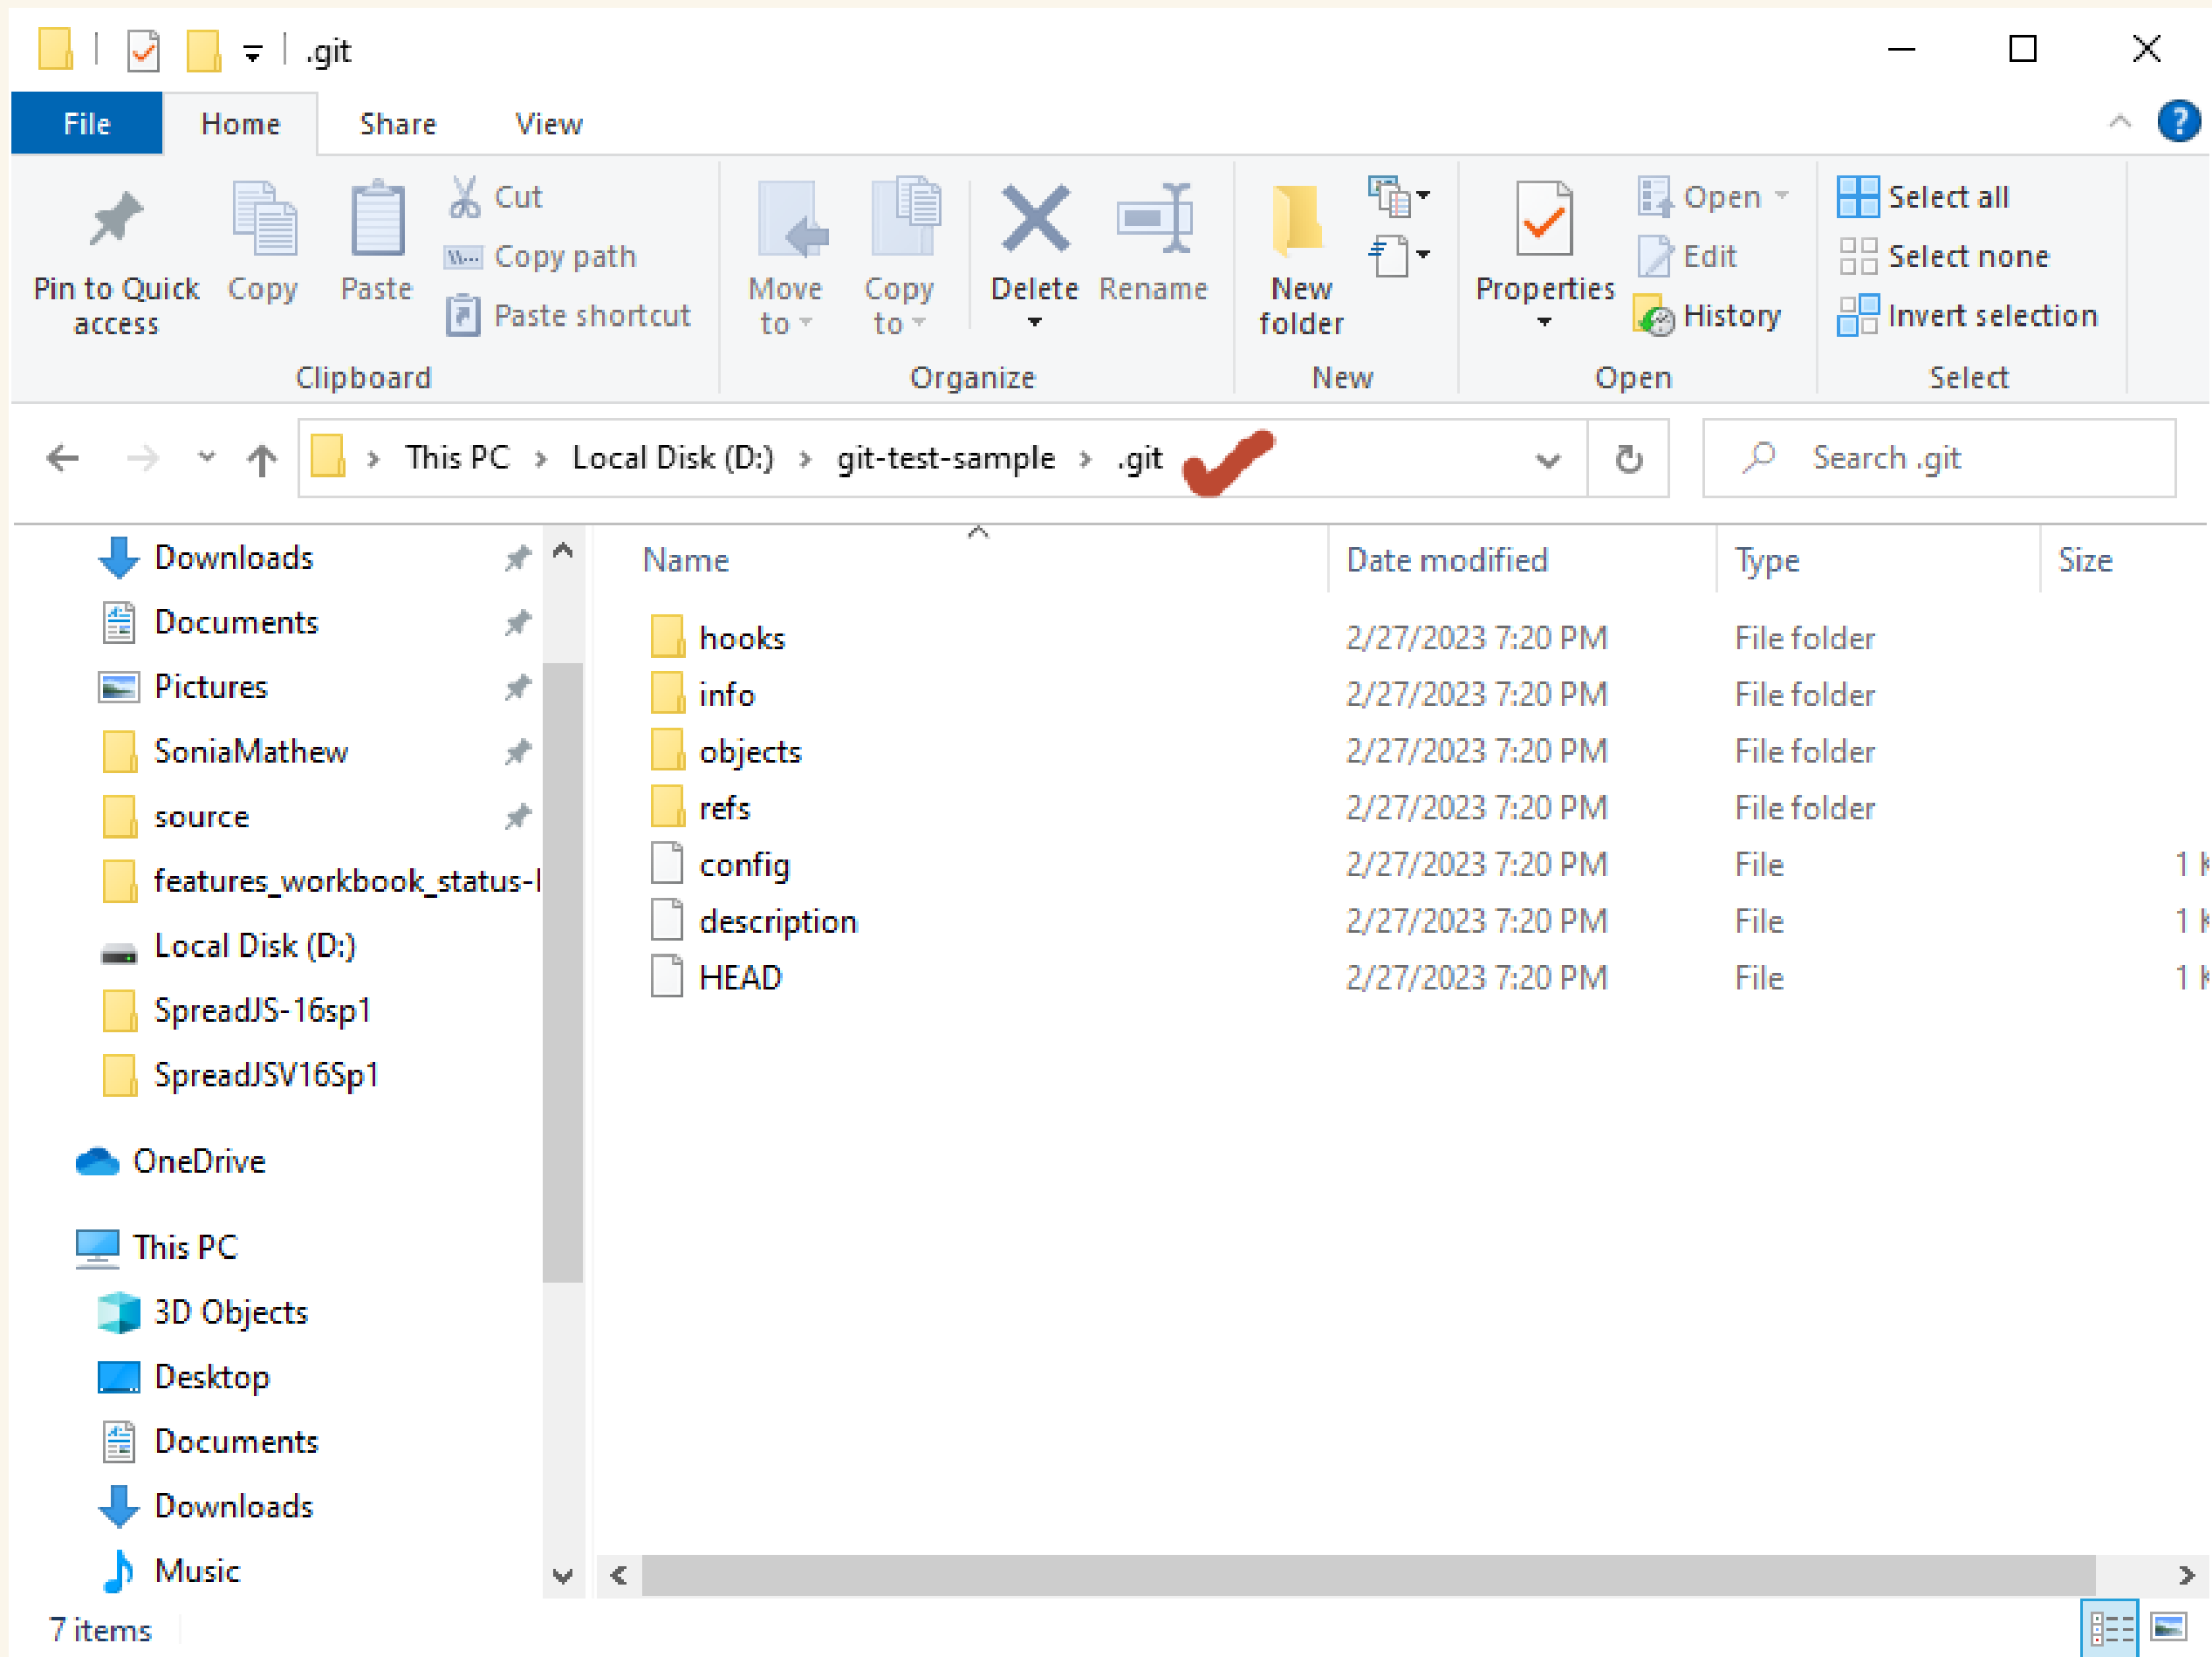 .git
File Home Share View
Pin to Quick access
Copy
Paste
Cut
Copy path
Paste shortcut
Clipboard
Move to
Copy to
Delete
Rename
Organize
New folder
New
Properties
Open
Edit
History
Open
Select all
Select none
Invert selection
Select
This PC > Local Disk (D:) > git-test-sample > .git
Search .git
Downloads
Documents
Pictures
SoniaMathew
source
features_workbook_status-
Local Disk (D:)
SpreadJS-16sp1
SpreadJSV16Sp1
OneDrive
This PC
3D Objects
Desktop
Documents
Downloads
Music
Name Date modified Type Size
hooks 2/27/2023 7:20 PM File folder
info 2/27/2023 7:20 PM File folder
objects 2/27/2023 7:20 PM File folder
refs 2/27/2023 7:20 PM File folder
config 2/27/2023 7:20 PM File 1 K
description 2/27/2023 7:20 PM File 1 K
HEAD 2/27/2023 7:20 PM File 1 K
7 items